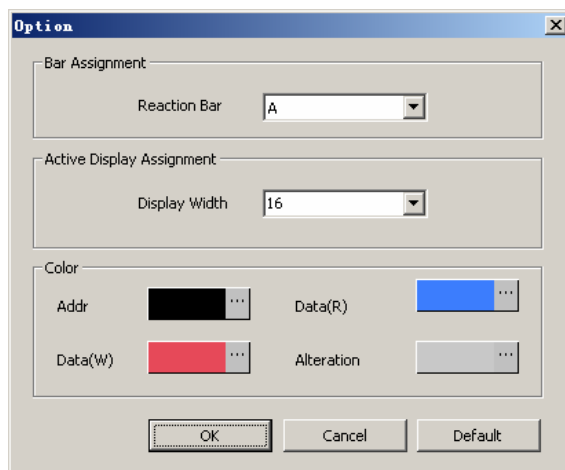 Option
Bar Assignment
Reaction Bar A
Active Display Assignment
Display Width 16
Color
Addr ... Data(R) ...
Data(W) ... Alteration ...
OK Cancel Default